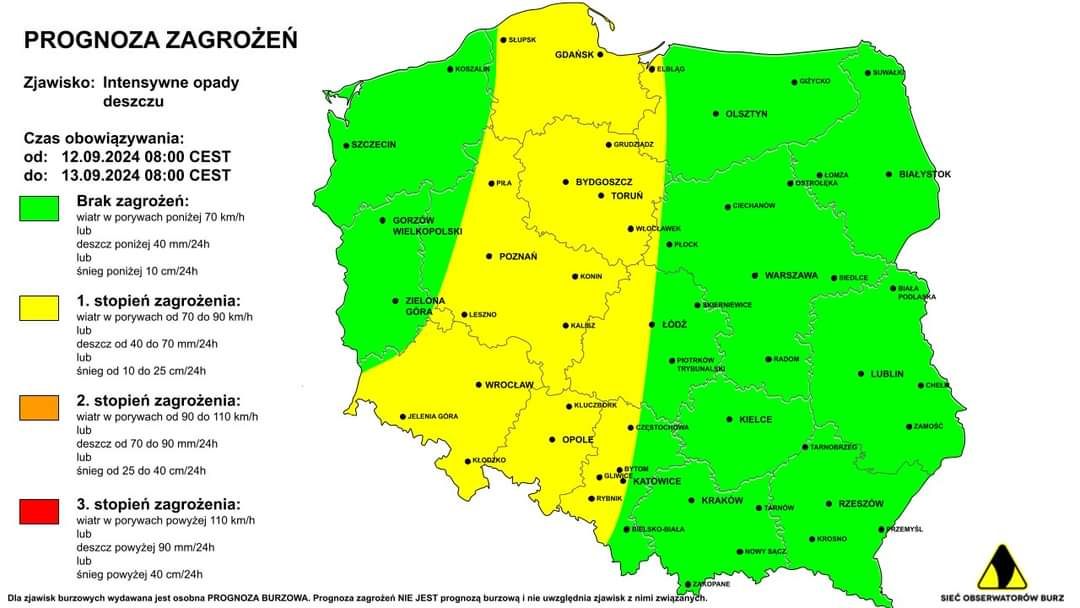 PROGNOZA ZAGROŻEŃ
Zjawisko: Intensywne opady
deszczu
Czas obowiązywania:
od: 12.09.2024 08:00 CEST
do: 13.09.2024 08:00 CEST
Brak zagrożeń:
wiatr w porywach poniżej 70 km/h
lub
deszcz poniżej 40 mm/24h
lub
śnieg poniżej 10 cm/24h
1. stopień zagrożenia:
wiatr w porywach od 70 do 90 km/h
lub
deszcz od 40 do 70 mm/24h
lub
śnieg od 10 do 25 cm/24h
2. stopień zagrożenia:
wiatr w porywach od 90 do 110 km/h
lub
deszcz od 70 do 90 mm/24h
lub
śnieg od 25 do 40 cm/24h
3. stopień zagrożenia:
wiatr w porywach powyżej 110 km/h
lub
deszcz powyżej 90 mm/24h
lub
śnieg powyżej 40 cm/24h
SŁUPSK
GDAŃSK
KOSZALIN
ELBLĄG
GIŻYCKO
SUWAŁKI
OLSZTYN
SZCZECIN
GRUDZIĄDZ
PIŁA
BYDGOSZCZ
TORUŃ
ŁOMŻA
OSTROŁĘKA
BIAŁYSTOK
CIECHANÓW
GORZÓW
WIELKOPOLSKI
WŁOCŁAWEK
PŁOCK
POZNAŃ
KONIN
WARSZAWA
SIEDLCE
BIAŁA
PODLASKA
ZIELONA
GÓRA
LESZNO
SKIERNIEWICE
KALISZ
ŁÓDŹ
PIOTRKÓW
TRYBUNALSKI
RADOM
LUBLIN
CHEŁM
WROCŁAW
JELENIA GÓRA
KLUCZBORK
OPOLE
CZĘSTOCHOWA
KIELCE
ZAMOŚĆ
TARNOBRZEG
KŁODZKO
BYTOM
GLIWICE
KATOWICE
RYBNIK
KRAKÓW
TARNÓW
RZESZÓW
BIELSKO-BIAŁA
PRZEMYŚL
KROSNO
NOWY SĄCZ
ZAKOPANE
SIEĆ OBSERWATORÓW BURZ
Dla zjawisk burzowych wydawana jest osobna PROGNOZA BURZOWA. Prognoza zagrożeń NIE JEST prognozą burzową i nie uwzględnia zjawisk z nimi związanych.